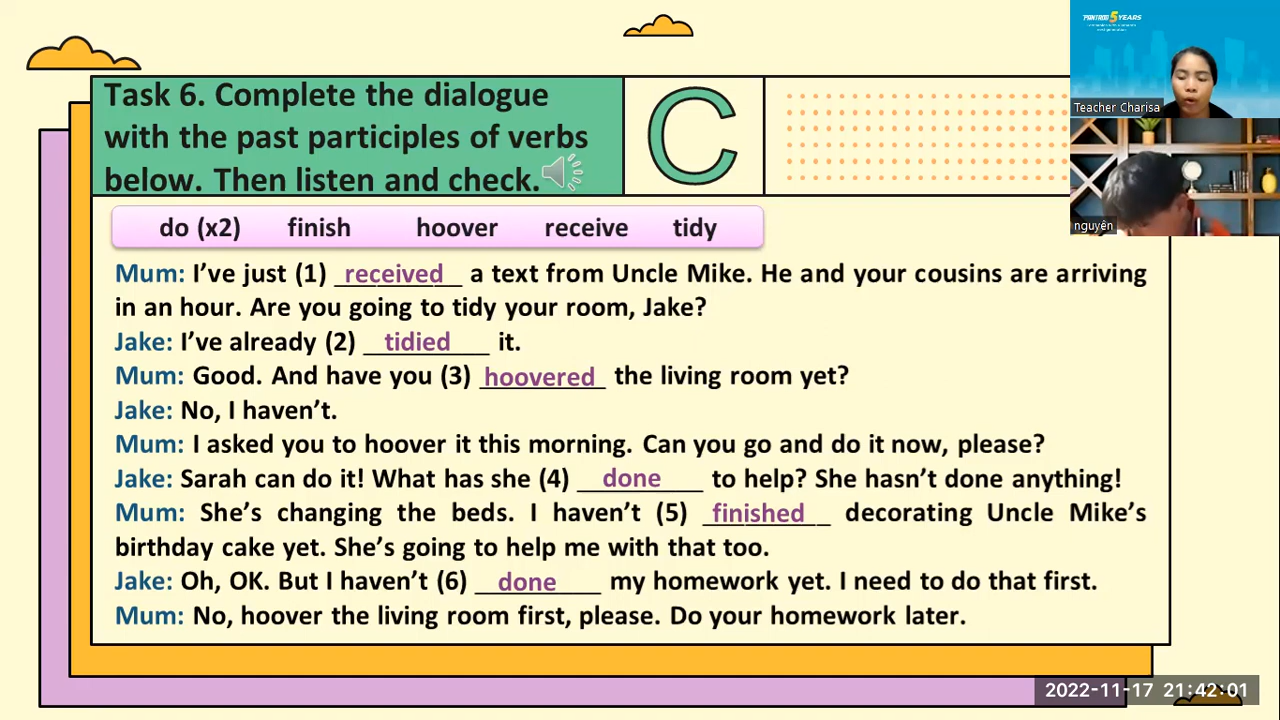 PANTADO 5 YEARS
Task 6. Complete the dialogue
with the past participles of verbs
below. Then listen and check.
C
Teacher Charisa
nguyên
do (x2) finish hoover receive tidy
Mum: I’ve just (1) received a text from Uncle Mike. He and your cousins are arriving
in an hour. Are you going to tidy your room, Jake?
Jake: I’ve already (2) tidied it.
Mum: Good. And have you (3) hoovered the living room yet?
Jake: No, I haven’t.
Mum: I asked you to hoover it this morning. Can you go and do it now, please?
Jake: Sarah can do it! What has she (4) done to help? She hasn’t done anything!
Mum: She’s changing the beds. I haven’t (5) finished decorating Uncle Mike’s
birthday cake yet. She’s going to help me with that too.
Jake: Oh, OK. But I haven’t (6) done my homework yet. I need to do that first.
Mum: No, hoover the living room first, please. Do your homework later.
2022-11-17 21:42:01